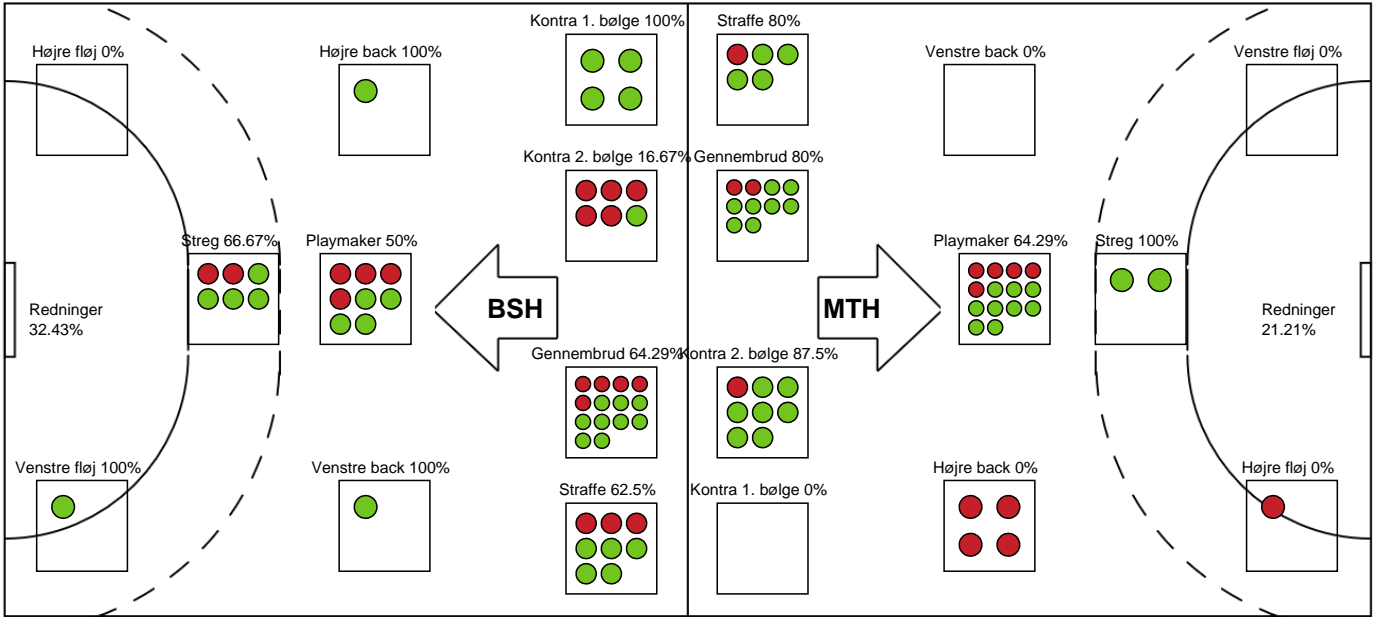 Kontra 1. bølge 100%
Straffe 80%
Højre fløj 0%
Højre back 100%
Venstre back 0%
Venstre fløj 0%
Kontra 2. bølge 16.67%
Gennembrud 80%
Streg 66.67%
Playmaker 50%
Playmaker 64.29%
Streg 100%
Redninger
32.43%
BSH
MTH
Redninger
21.21%
Gennembrud 64.29%
Kontra 2. bølge 87.5%
Venstre fløj 100%
Venstre back 100%
Straffe 62.5%
Kontra 1. bølge 0%
Højre back 0%
Højre fløj 0%